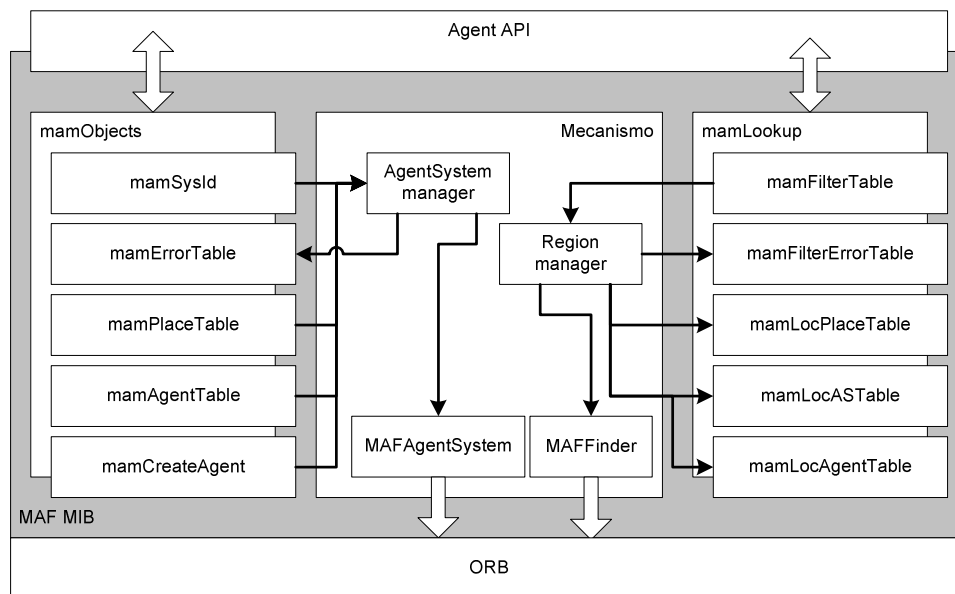 Agent API
mamObjects
mamSysId
mamErrorTable
mamPlaceTable
mamAgentTable
mamCreateAgent
Mecanismo
AgentSystem
manager
Region
manager
MAFAgentSystem
MAFFinder
mamLookup
mamFilterTable
mamFilterErrorTable
mamLocPlaceTable
mamLocASTable
mamLocAgentTable
MAF MIB
ORB